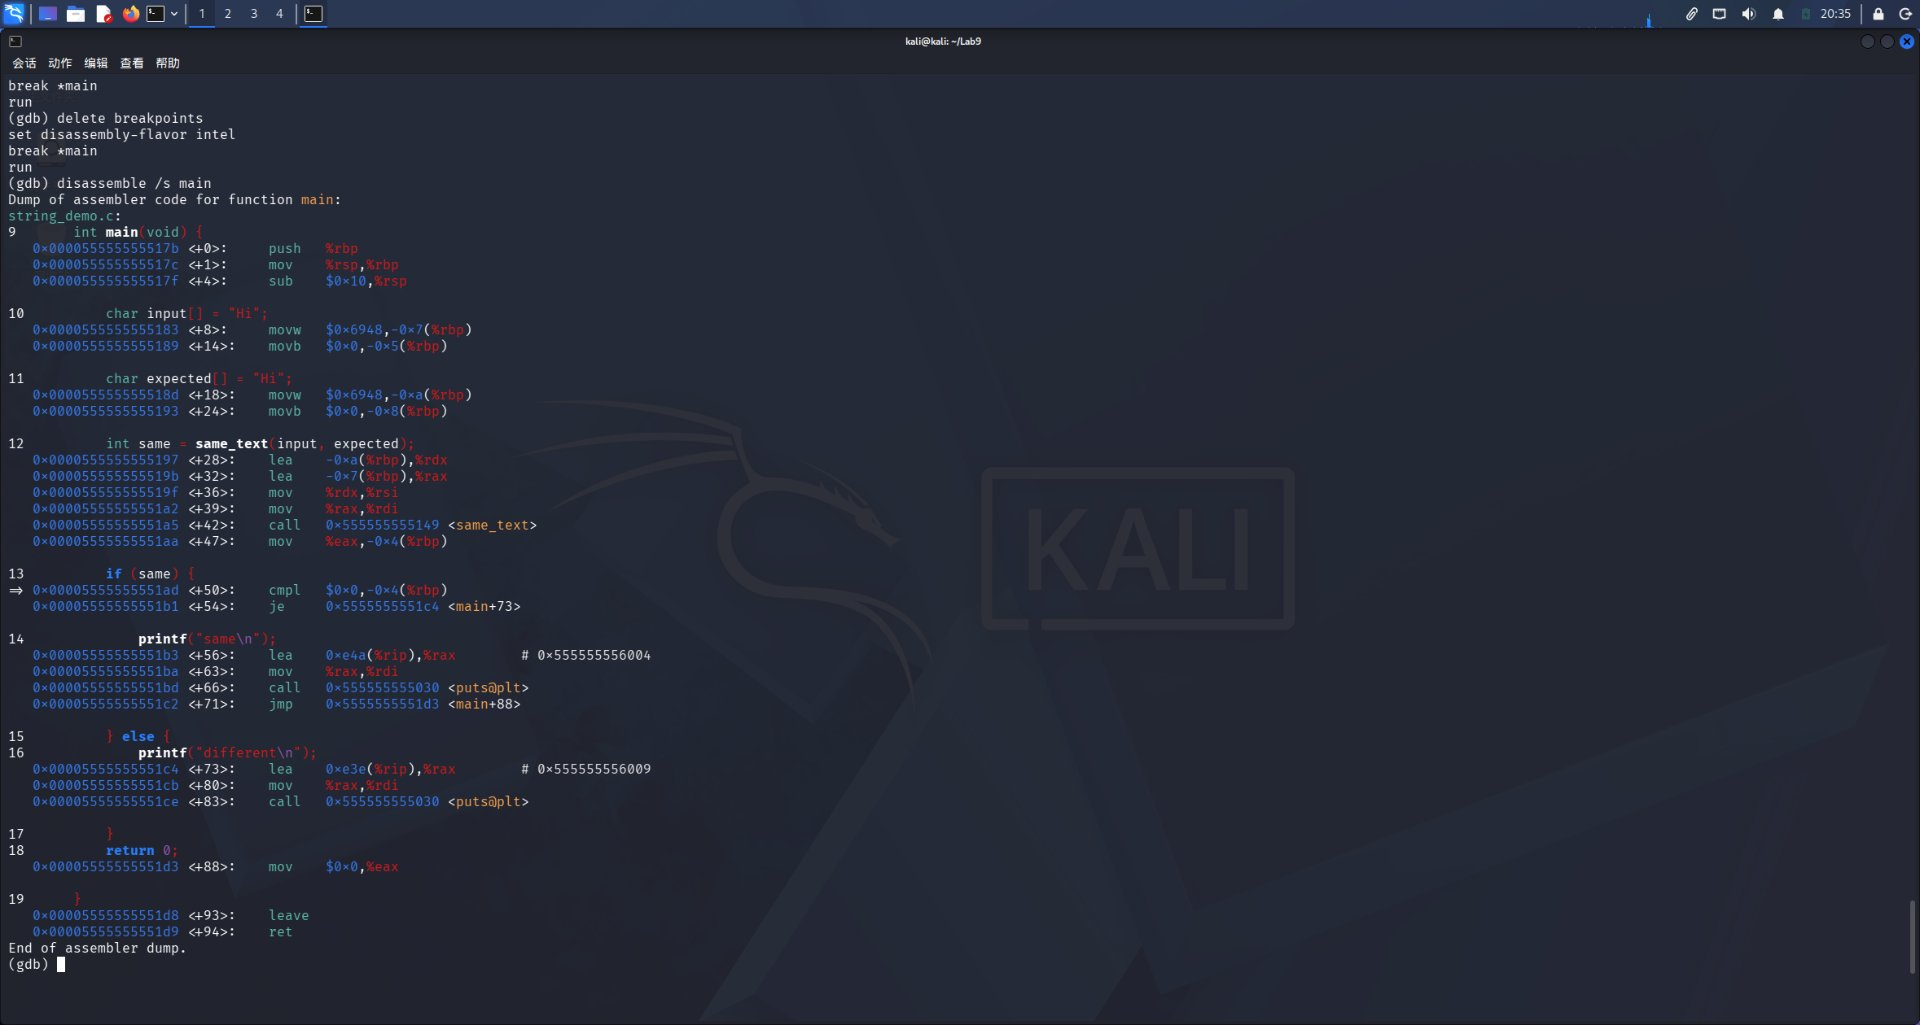 1 2 3 4 20:35
kali@kali: ~/Lab9
会话 动作 编辑 查看 帮助
break *main
run
(gdb) delete breakpoints
set disassembly-flavor intel
break *main
run
(gdb) disassemble /s main
Dump of assembler code for function main:
string_demo.c:
9       int main(void) {
   0x000055555555517b <+0>:     push   %rbp
   0x000055555555517c <+1>:     mov    %rsp,%rbp
   0x000055555555517f <+4>:     sub    $0x10,%rsp
10          char input[] = "Hi";
   0x0000555555555183 <+8>:     movw   $0x6948,-0x7(%rbp)
   0x0000555555555189 <+14>:    movb   $0x0,-0x5(%rbp)
11          char expected[] = "Hi";
   0x000055555555518d <+18>:    movw   $0x6948,-0xa(%rbp)
   0x0000555555555193 <+24>:    movb   $0x0,-0x8(%rbp)
12          int same = same_text(input, expected);
   0x0000555555555197 <+28>:    lea    -0xa(%rbp),%rdx
   0x000055555555519b <+32>:    lea    -0x7(%rbp),%rax
   0x000055555555519f <+36>:    mov    %rdx,%rsi
   0x00005555555551a2 <+39>:    mov    %rax,%rdi
   0x00005555555551a5 <+42>:    call   0x555555555149 <same_text>
   0x00005555555551aa <+47>:    mov    %eax,-0x4(%rbp)
13          if (same) {
=> 0x00005555555551ad <+50>:    cmpl   $0x0,-0x4(%rbp)
   0x00005555555551b1 <+54>:    je     0x5555555551c4 <main+73>
14              printf("same\n");
   0x00005555555551b3 <+56>:    lea    0xe4a(%rip),%rax        # 0x555555556004
   0x00005555555551ba <+63>:    mov    %rax,%rdi
   0x00005555555551bd <+66>:    call   0x555555555030 <puts@plt>
   0x00005555555551c2 <+71>:    jmp    0x5555555551d3 <main+88>
15          } else {
16              printf("different\n");
   0x00005555555551c4 <+73>:    lea    0xe3e(%rip),%rax        # 0x555555556009
   0x00005555555551cb <+80>:    mov    %rax,%rdi
   0x00005555555551ce <+83>:    call   0x555555555030 <puts@plt>
17          }
18          return 0;
   0x00005555555551d3 <+88>:    mov    $0x0,%eax
19      }
   0x00005555555551d8 <+93>:    leave
   0x00005555555551d9 <+94>:    ret
End of assembler dump.
(gdb)
KALI